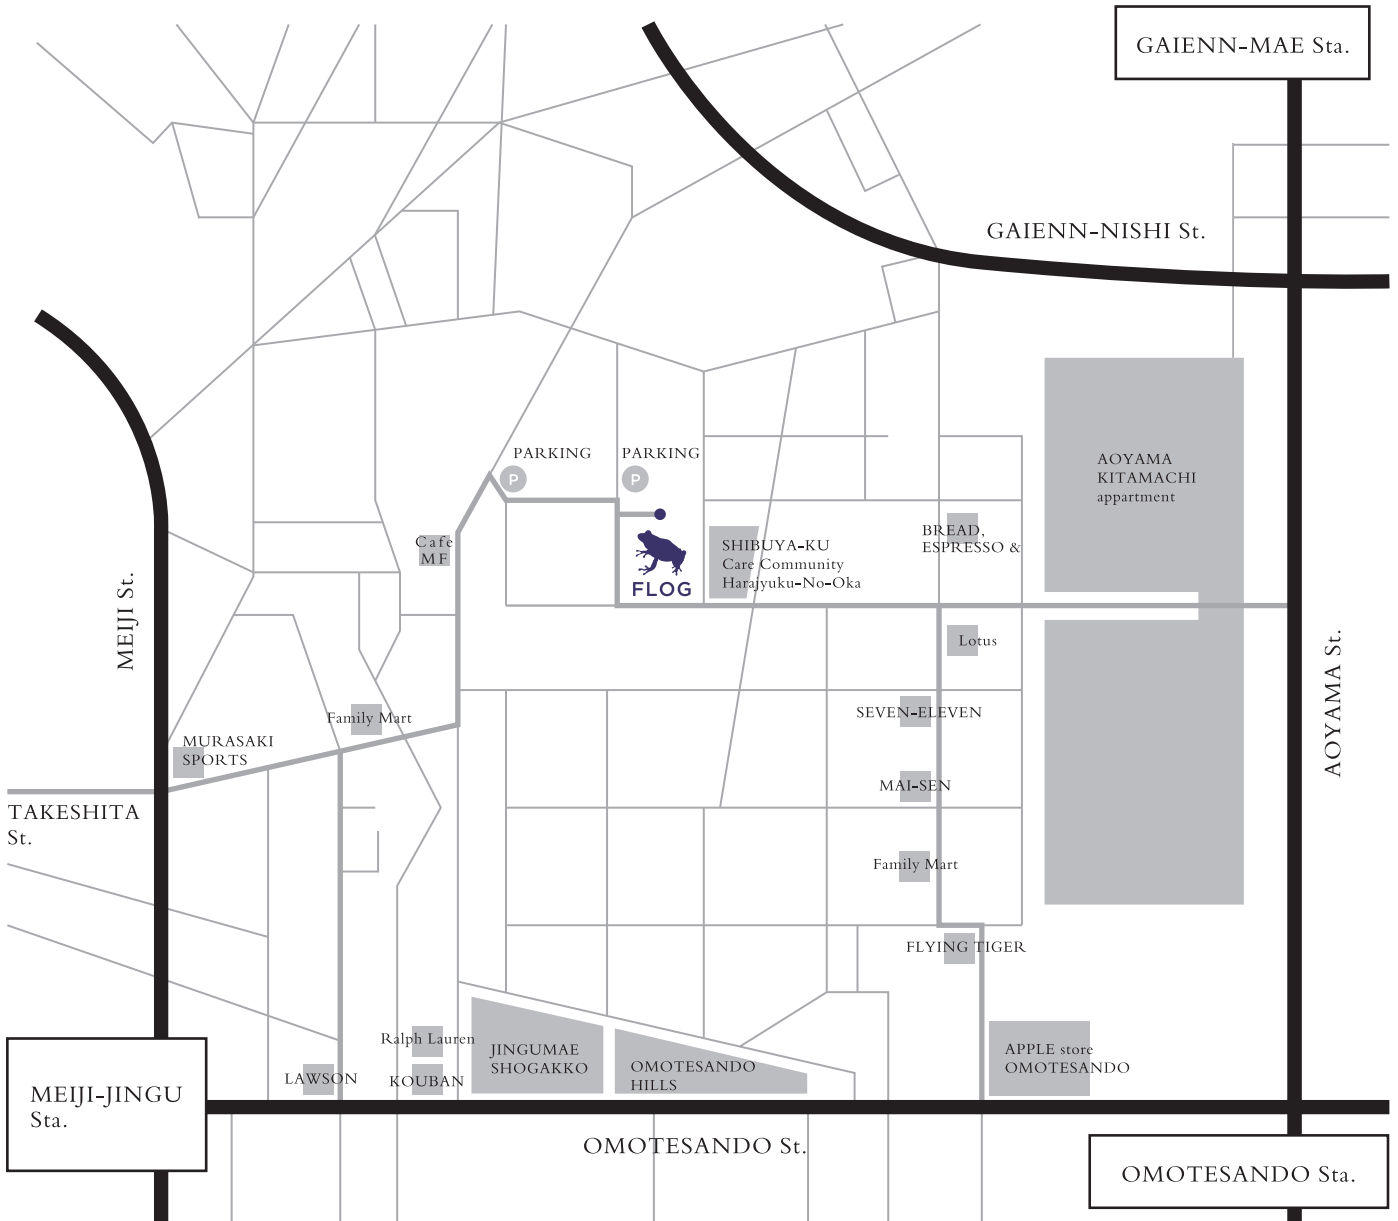 GAIENN-MAE Sta.
GAIENN-NISHI St.
PARKING
PARKING
P
P
AOYAMA
KITAMACHI
appartment
Cafe
MF
FLOG
SHIBUYA-KU
Care Community
Harajyuku-No-Oka
BREAD,
ESPRESSO &
MEIJI St.
Lotus
AOYAMA St.
Family Mart
SEVEN-ELEVEN
MURASAKI
SPORTS
MAI-SEN
TAKESHITA
St.
Family Mart
FLYING TIGER
Ralph Lauren
JINGUMAE
SHOGAKKO
OMOTESANDO
HILLS
APPLE store
OMOTESANDO
LAWSON
KOUBAN
MEIJI-JINGU
Sta.
OMOTESANDO St.
OMOTESANDO Sta.